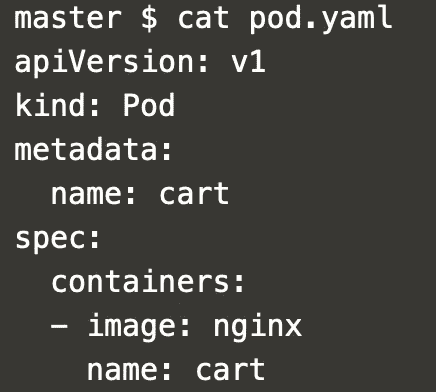 master $ cat pod.yaml
apiVersion: v1
kind: Pod
metadata:
  name: cart
spec:
  containers:
  - image: nginx
    name: cart